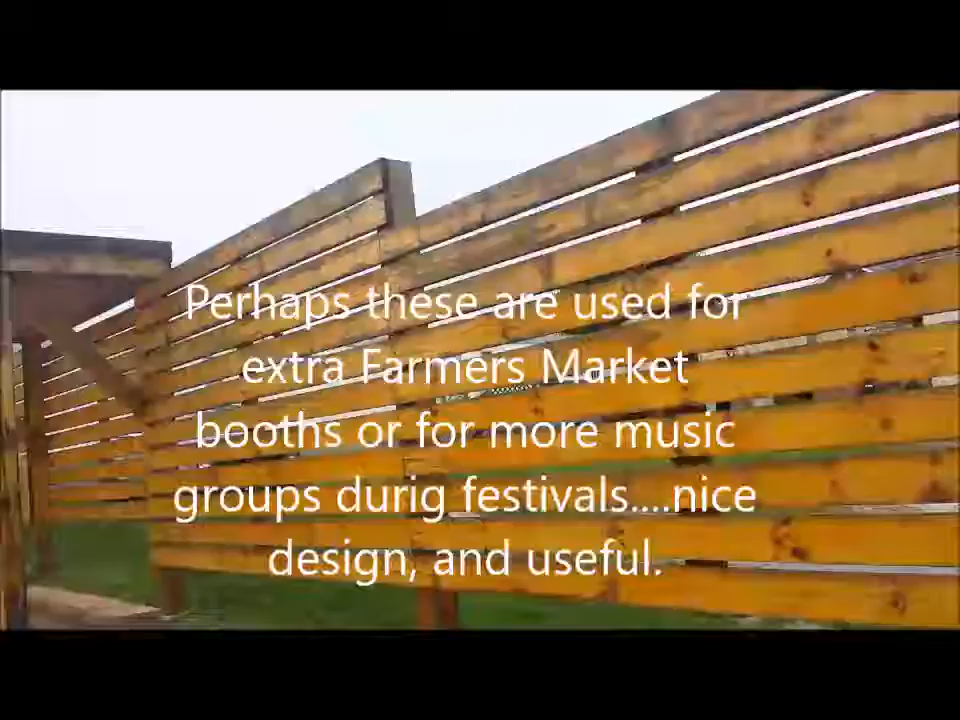 Perhaps these are used for
extra Farmers Market
booths or for more music
groups durig festivals....nice
design, and useful.